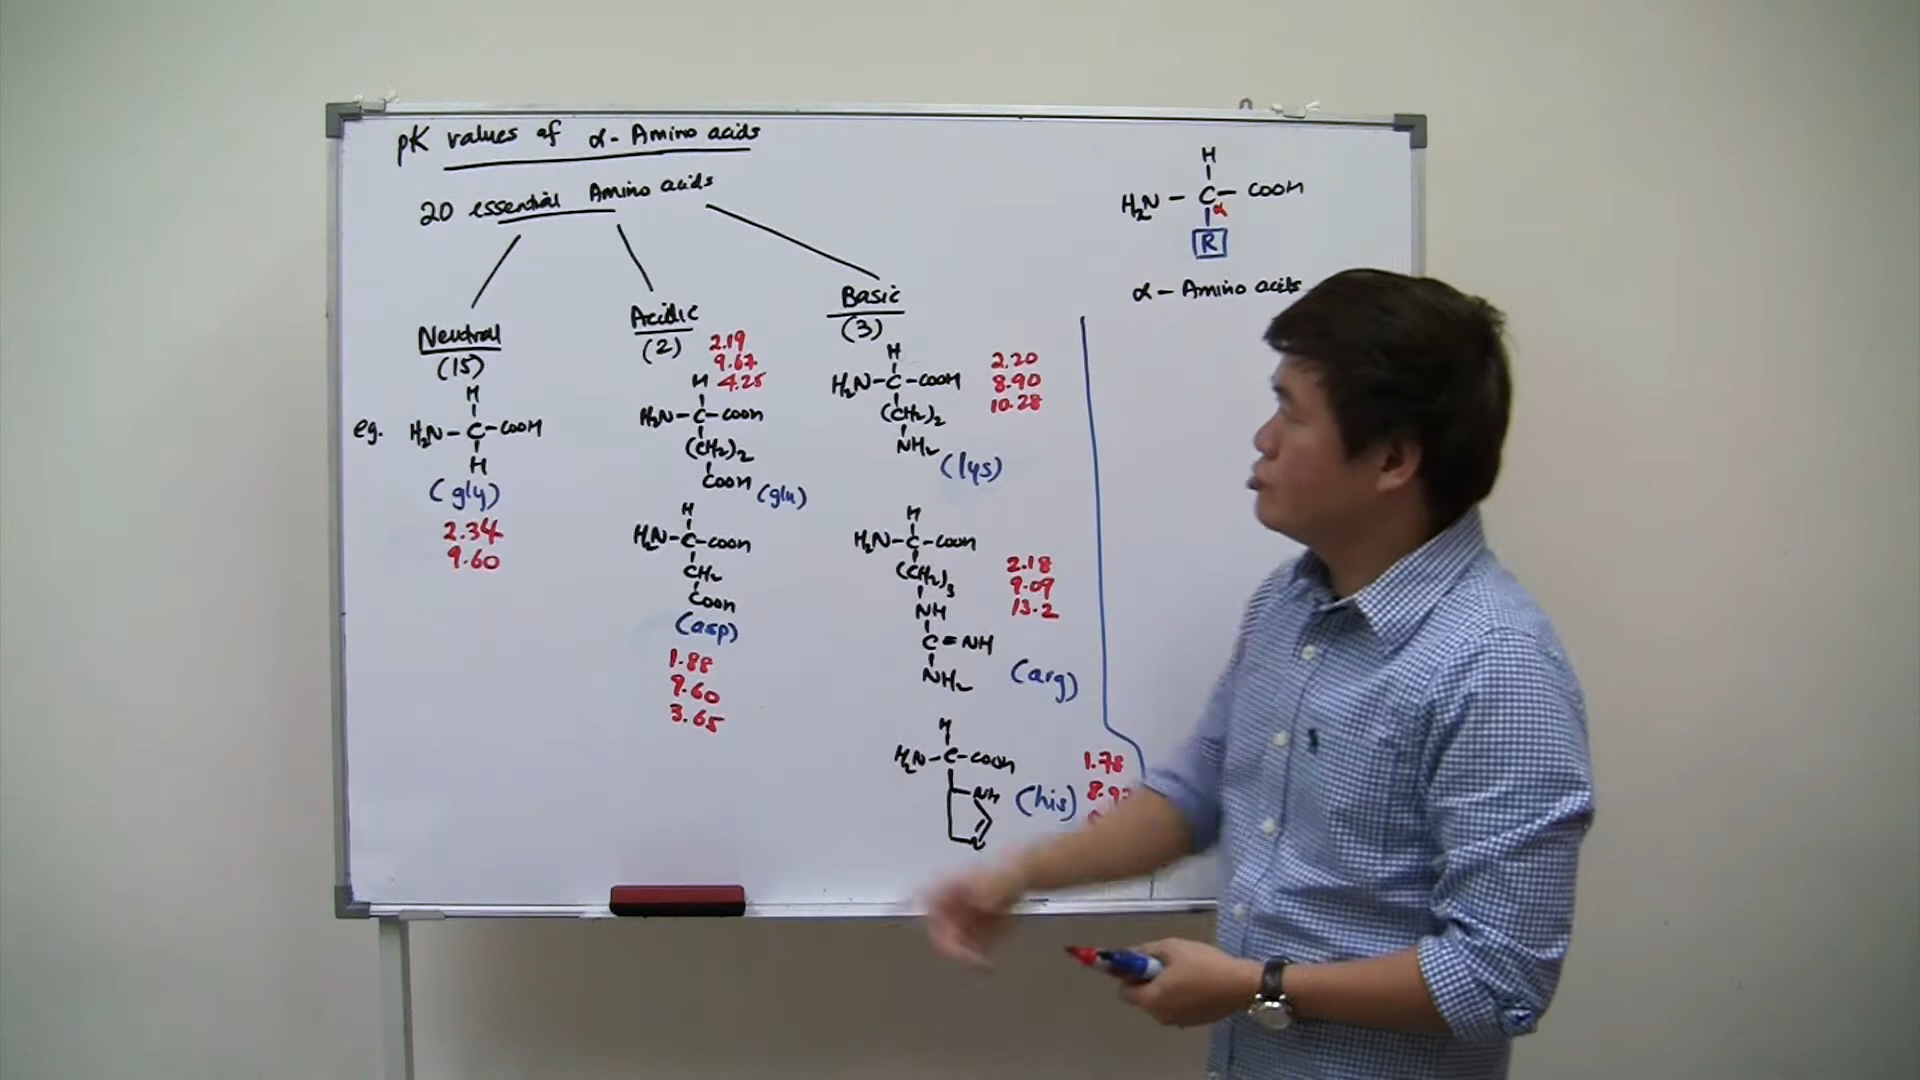 pK values of α-Amino acids
20 essential Amino acids
Neutral
(15)
eg.
H
H₂N-C-COOH
H
(gly)
2.34
9.60
Acidic
(2)
2.19
9.67
4.25
H
H₂N-C-COOH
(CH₂)₂
COOH
(glu)
H
H₂N-C-COOH
CH₂
COOH
(asp)
1.88
9.60
3.65
Basic
(3)
H
H₂N-C-COOH
(CH₂)₂
NH₂
(lys)
2.20
8.90
10.28
H
H₂N-C-COOH
(CH₂)₃
NH
C=NH
NH₂
(arg)
2.18
9.09
13.2
H
H₂N-C-COOH
NH
N
(his)
1.78
H
H₂N-C-COOH
α
R
α-Amino acids